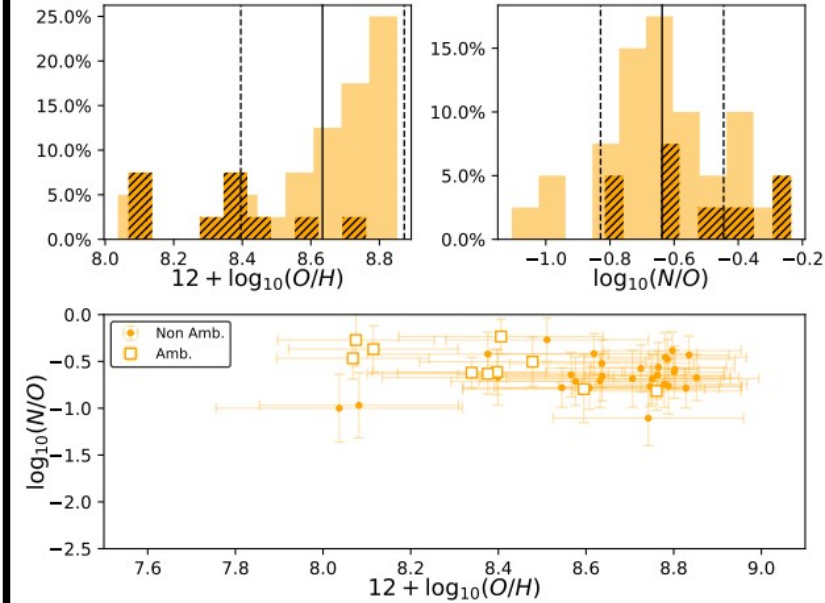 25.0%
20.0%
15.0%
10.0%
5.0%
0.0%
8.0 8.2 8.4 8.6 8.8
12 + log₁₀(O/H)
15.0%
10.0%
5.0%
0.0%
−1.0 −0.8 −0.6 −0.4 −0.2
log₁₀(N/O)
0.0
−0.5
−1.0
−1.5
−2.0
−2.5
log₁₀(N/O)
Non Amb.
Amb.
7.6 7.8 8.0 8.2 8.4 8.6 8.8 9.0
12 + log₁₀(O/H)